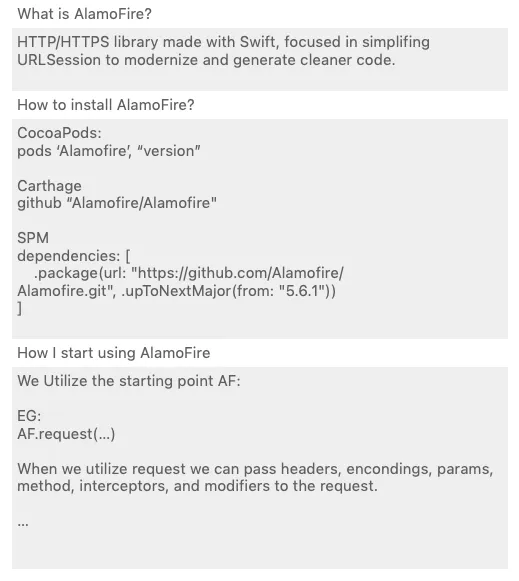 What is AlamoFire?
HTTP/HTTPS library made with Swift, focused in simplifing
URLSession to modernize and generate cleaner code.
How to install AlamoFire?
CocoaPods:
pods ‘Alamofire’, “version”
Carthage
github “Alamofire/Alamofire"
SPM
dependencies: [
.package(url: "https://github.com/Alamofire/
Alamofire.git", .upToNextMajor(from: "5.6.1"))
]
How I start using AlamoFire
We Utilize the starting point AF:
EG:
AF.request(...)
When we utilize request we can pass headers, encondings, params,
method, interceptors, and modifiers to the request.
...